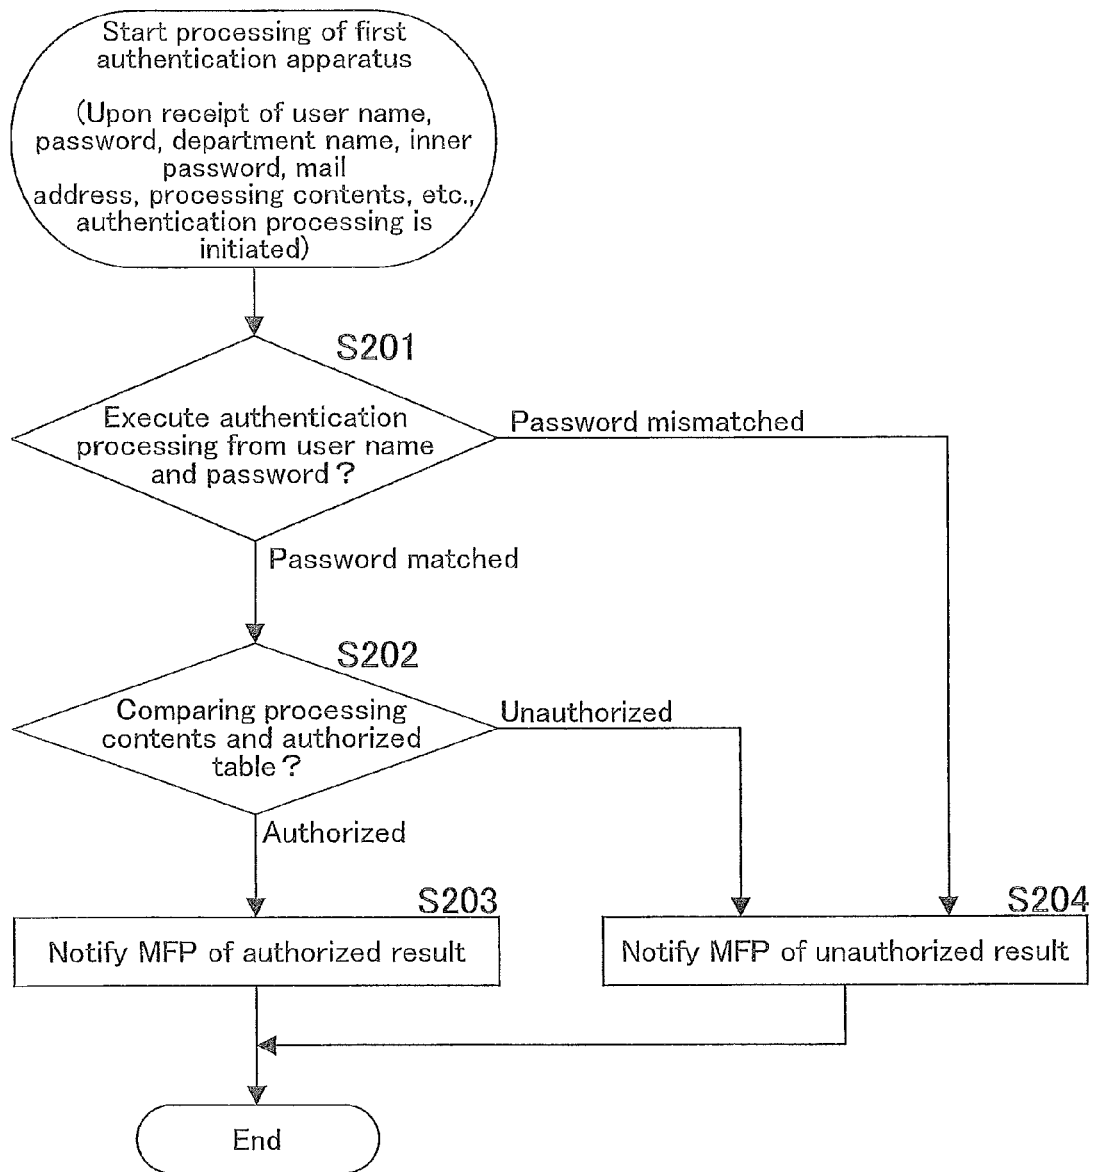 Start processing of first
authentication apparatus
(Upon receipt of user name,
password, department name, inner
password, mail
address, processing contents, etc.,
authentication processing is
initiated)
S201
Execute authentication
processing from user name
and password?
Password mismatched
Password matched
S202
Comparing processing
contents and authorized
table?
Unauthorized
Authorized
S203
Notify MFP of authorized result
S204
Notify MFP of unauthorized result
End